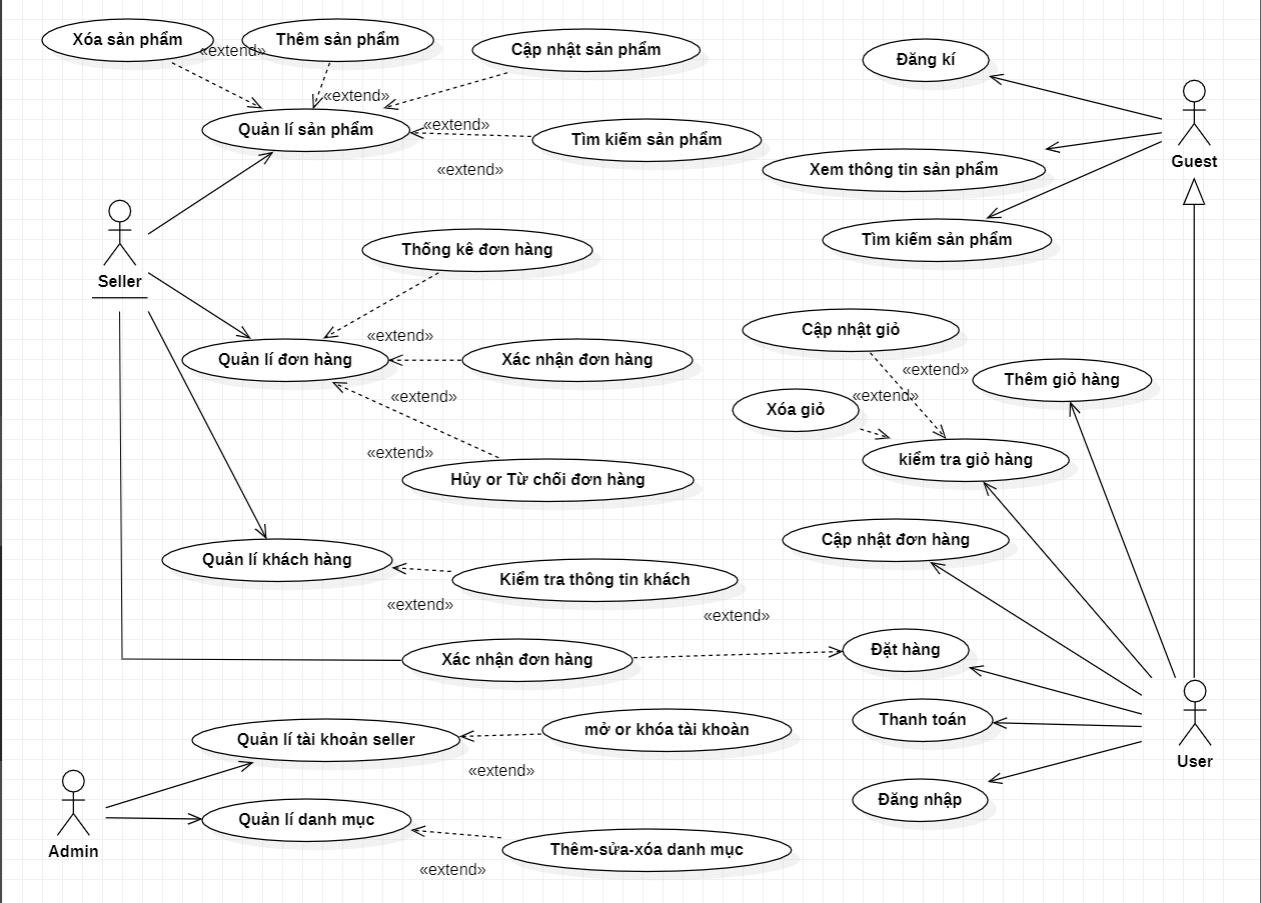 Xóa sản phẩm
«extend»
Thêm sản phẩm
Cập nhật sản phẩm
Đăng kí
«extend»
Quản lí sản phẩm
«extend»
Tìm kiếm sản phẩm
Guest
Xem thông tin sản phẩm
«extend»
Tìm kiếm sản phẩm
Thống kê đơn hàng
Seller
«extend»
Cập nhật giỏ
Quản lí đơn hàng
Xác nhận đơn hàng
«extend»
Thêm giỏ hàng
«extend»
«extend»
Xóa giỏ
«extend»
kiểm tra giỏ hàng
Hủy or Từ chối đơn hàng
Cập nhật đơn hàng
Quản lí khách hàng
Kiểm tra thông tin khách
«extend»
«extend»
Xác nhận đơn hàng
Đặt hàng
Thanh toán
Quản lí tài khoản seller
mở or khóa tài khoàn
User
«extend»
Đăng nhập
Quản lí danh mục
Admin
Thêm-sửa-xóa danh mục
«extend»